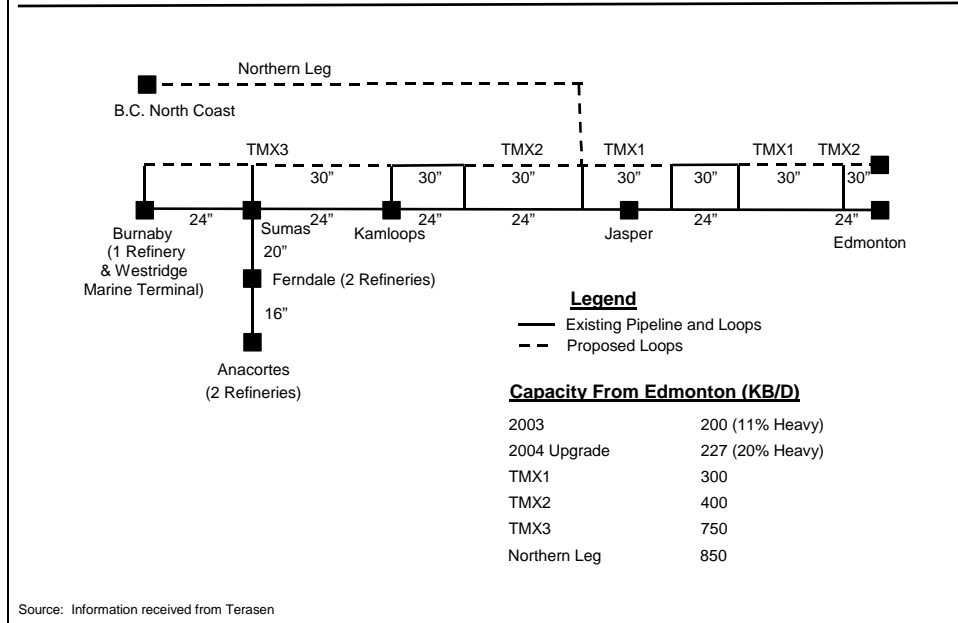 Northern Leg
B.C. North Coast
TMX3
TMX2
TMX1
TMX1
TMX2
30”
30”
30”
30”
30”
30”
30”
24”
24”
24”
24”
24”
24”
Burnaby
(1 Refinery
& Westridge
Marine Terminal)
Sumas
Kamloops
Jasper
Edmonton
20”
Ferndale (2 Refineries)
16”
Anacortes
(2 Refineries)
Legend
Existing Pipeline and Loops
Proposed Loops
Capacity From Edmonton (KB/D)
2003 200 (11% Heavy)
2004 Upgrade 227 (20% Heavy)
TMX1 300
TMX2 400
TMX3 750
Northern Leg 850
Source: Information received from Terasen